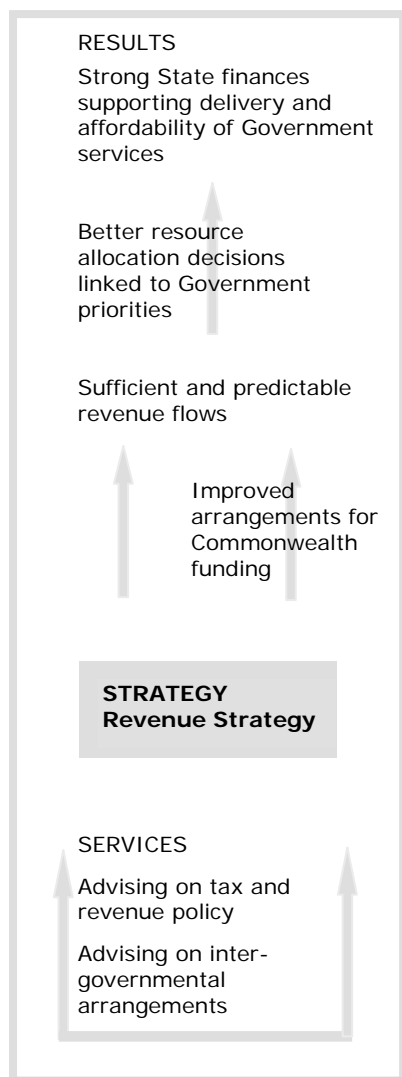 RESULTS
Strong State finances
supporting delivery and
affordability of Government
services
Better resource
allocation decisions
linked to Government
priorities
Sufficient and predictable
revenue flows
Improved
arrangements for
Commonwealth
funding
STRATEGY
Revenue Strategy
SERVICES
Advising on tax and
revenue policy
Advising on inter-
governmental
arrangements